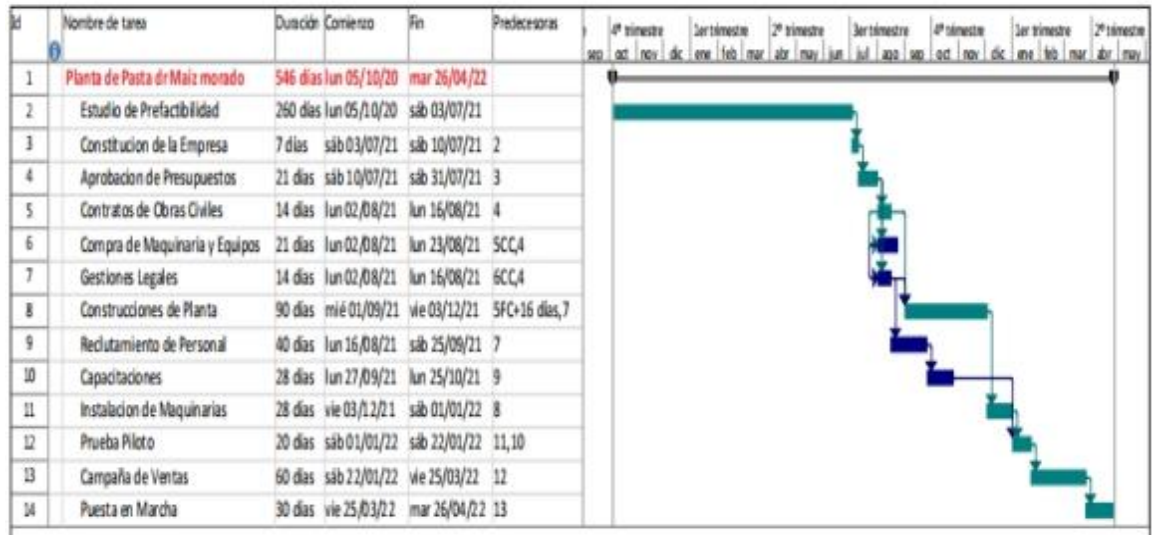 Id Nombre de tarea Duración Comienzo Fin Predecesoras
4º trimestre 1er trimestre 2º trimestre 3er trimestre 4º trimestre 1er trimestre 2º trimestre
sep oct nov dic ene feb mar abr may jun jul ago sep oct nov dic ene feb mar abr may
1 Planta de Pasta dr Maiz morado 546 días lun 05/10/20 mar 26/04/22
2 Estudio de Prefactibilidad 260 días lun 05/10/20 sáb 03/07/21
3 Constitucion de la Empresa 7 días sáb 03/07/21 sáb 10/07/21 2
4 Aprobacion de Presupuestos 21 días sáb 10/07/21 sáb 31/07/21 3
5 Contratos de Obras Civiles 14 días lun 02/08/21 lun 16/08/21 4
6 Compra de Maquinaria y Equipos 21 días lun 02/08/21 lun 23/08/21 5CC,4
7 Gestiones Legales 14 días lun 02/08/21 lun 16/08/21 6CC,4
8 Construcciones de Planta 90 días mié 01/09/21 vie 03/12/21 5FC+16 días,7
9 Reclutamiento de Personal 40 días lun 16/08/21 sáb 25/09/21 7
10 Capacitaciones 28 días lun 27/09/21 lun 25/10/21 9
11 Instalacion de Maquinarias 28 días vie 03/12/21 sáb 01/01/22 8
12 Prueba Piloto 20 días sáb 01/01/22 sáb 22/01/22 11,10
13 Campaña de Ventas 60 días sáb 22/01/22 vie 25/03/22 12
14 Puesta en Marcha 30 días vie 25/03/22 mar 26/04/22 13